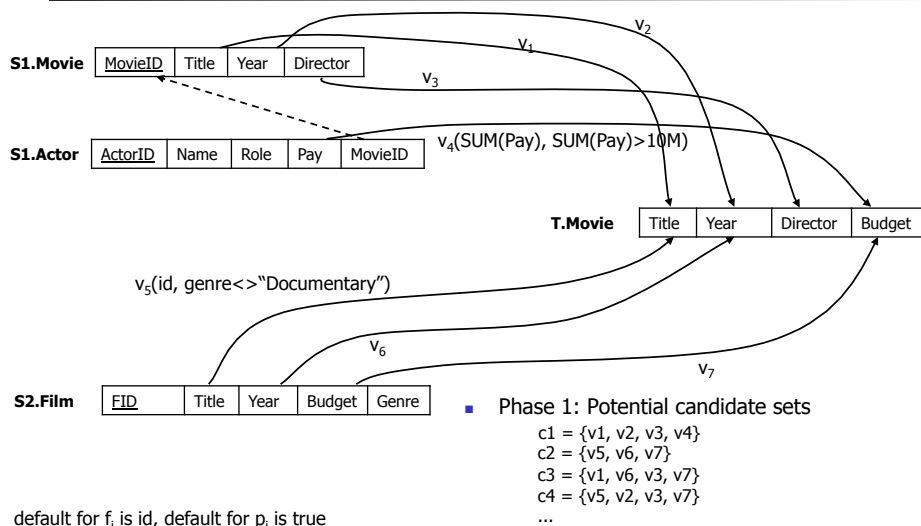 v2
v1
S1.Movie MovieID Title Year Director
v3
v4(SUM(Pay), SUM(Pay)>10M)
S1.Actor ActorID Name Role Pay MovieID
T.Movie Title Year Director Budget
v5(id, genre<>“Documentary”)
v6
v7
S2.Film FID Title Year Budget Genre
▪ Phase 1: Potential candidate sets
c1 = {v1, v2, v3, v4}
c2 = {v5, v6, v7}
c3 = {v1, v6, v3, v7}
c4 = {v5, v2, v3, v7}
...
default for fi is id, default for pi is true